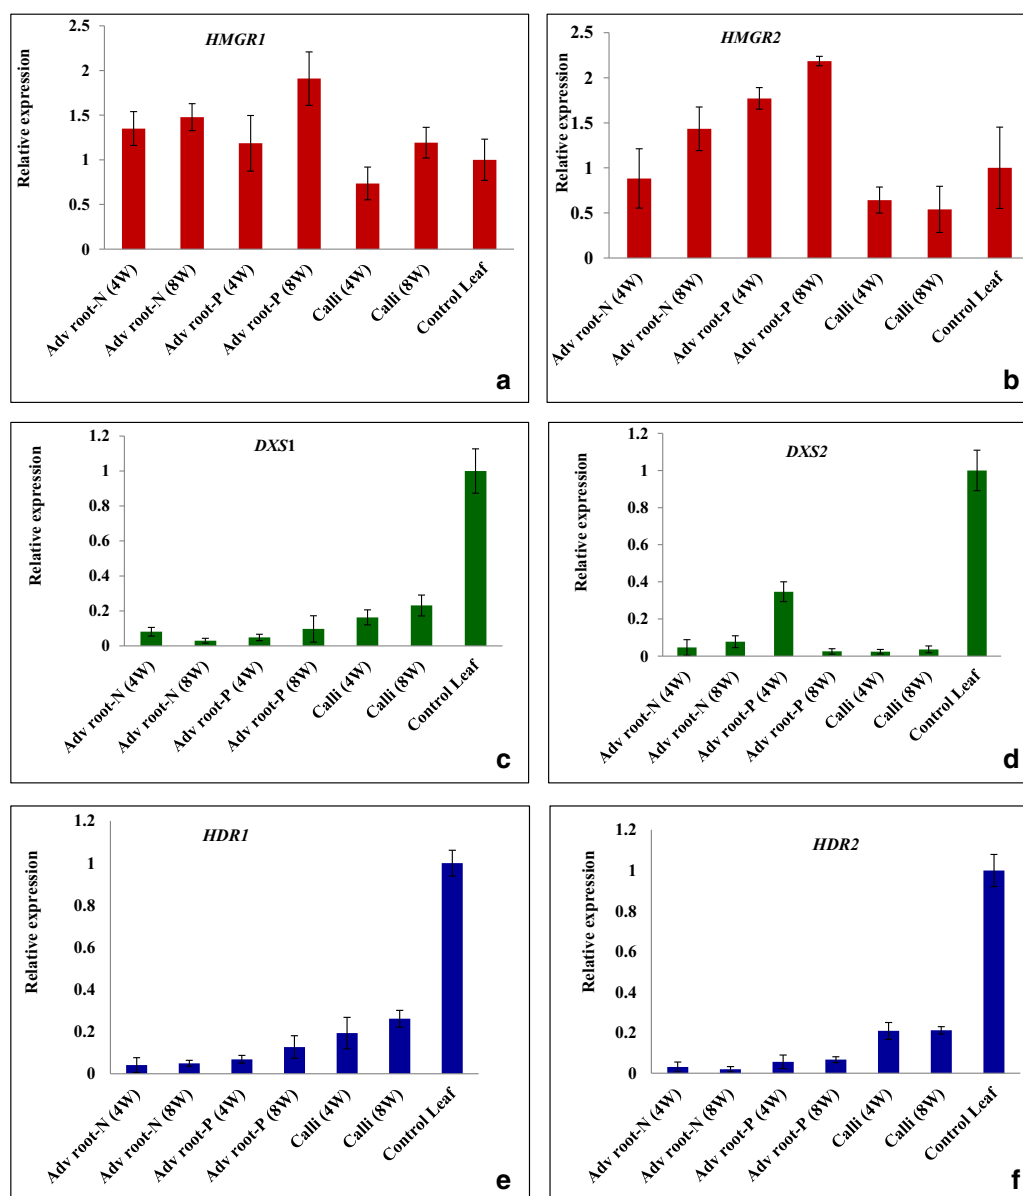 HMGR1
Relative expression
2.5
2
1.5
1
0.5
0
Adv root-N (4W)
Adv root-N (8W)
Adv root-P (4W)
Adv root-P (8W)
Calli (4W)
Calli (8W)
Control Leaf
a
HMGR2
Relative expression
2.5
2
1.5
1
0.5
0
Adv root-N (4W)
Adv root-N (8W)
Adv root-P (4W)
Adv root-P (8W)
Calli (4W)
Calli (8W)
Control Leaf
b
DXS1
Relative expression
1.2
1
0.8
0.6
0.4
0.2
0
Adv root-N (4W)
Adv root-N (8W)
Adv root-P (4W)
Adv root-P (8W)
Calli (4W)
Calli (8W)
Control Leaf
c
DXS2
Relative expression
1.2
1
0.8
0.6
0.4
0.2
0
Adv root-N (4W)
Adv root-N (8W)
Adv root-P (4W)
Adv root-P (8W)
Calli (4W)
Calli (8W)
Control Leaf
d
HDR1
Relative expression
1.2
1
0.8
0.6
0.4
0.2
0
Adv root-N (4W)
Adv root-N (8W)
Adv root-P (4W)
Adv root-P (8W)
Calli (4W)
Calli (8W)
Control Leaf
e
HDR2
Relative expression
1.2
1
0.8
0.6
0.4
0.2
0
Adv root-N (4W)
Adv root-N (8W)
Adv root-P (4W)
Adv root-P (8W)
Calli (4W)
Calli (8W)
Control Leaf
f